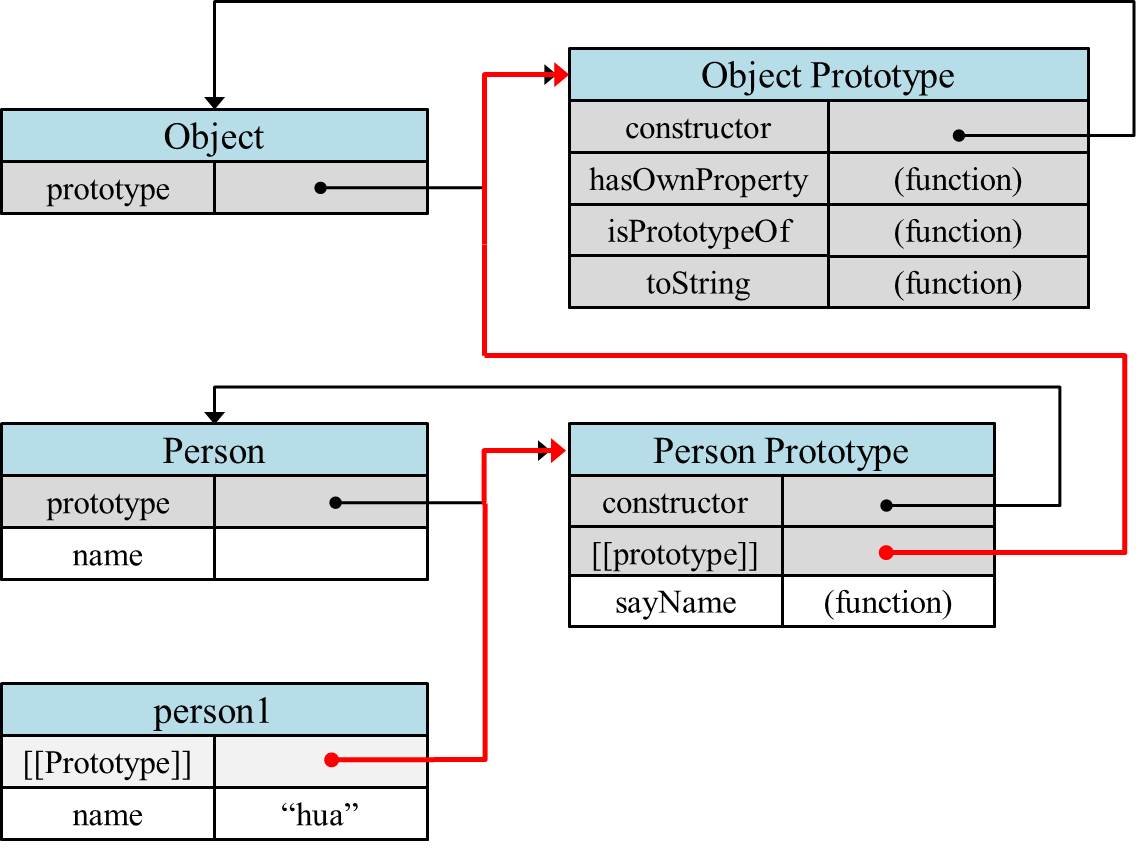 Object
prototype
Object Prototype
constructor
hasOwnProperty (function)
isPrototypeOf (function)
toString (function)
Person
prototype
name
Person Prototype
constructor
[[prototype]]
sayName (function)
person1
[[Prototype]]
name “hua”